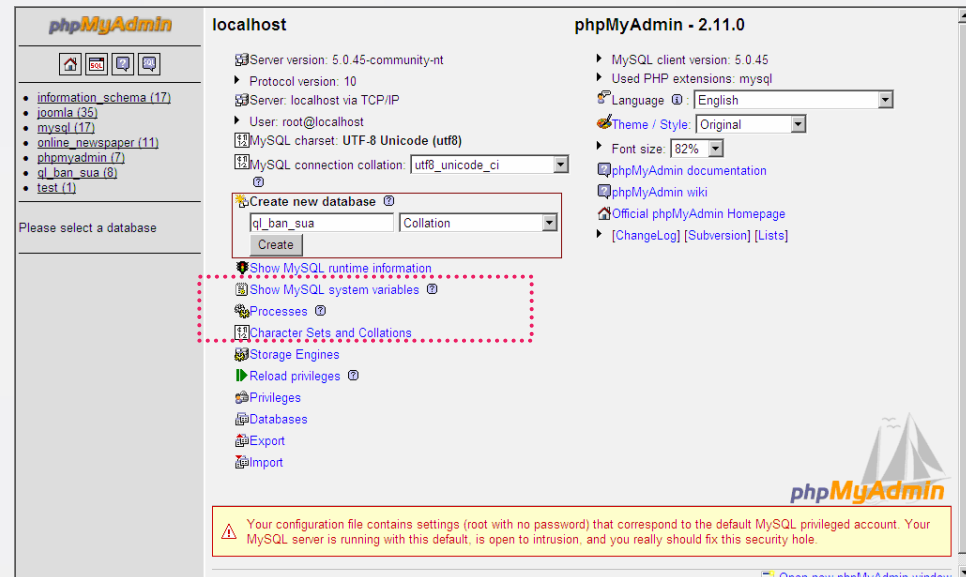 phpMyAdmin
SQL
information_schema (17)
joomla (35)
mysql (17)
online_newspaper (11)
phpmyadmin (7)
ql_ban_sua (8)
test (1)
Please select a database
localhost
Server version: 5.0.45-community-nt
Protocol version: 10
Server: localhost via TCP/IP
User: root@localhost
MySQL charset: UTF-8 Unicode (utf8)
MySQL connection collation: utf8_unicode_ci
Create new database
ql_ban_sua Collation
Create
Show MySQL runtime information
Show MySQL system variables
Processes
Character Sets and Collations
Storage Engines
Reload privileges
Privileges
Databases
Export
Import
phpMyAdmin - 2.11.0
MySQL client version: 5.0.45
Used PHP extensions: mysql
Language : English
Theme / Style: Original
Font size: 82%
phpMyAdmin documentation
phpMyAdmin wiki
Official phpMyAdmin Homepage
[ChangeLog] [Subversion] [Lists]
phpMyAdmin
Your configuration file contains settings (root with no password) that correspond to the default MySQL privileged account. Your
MySQL server is running with this default, is open to intrusion, and you really should fix this security hole.
Open new phpMyAdmin window